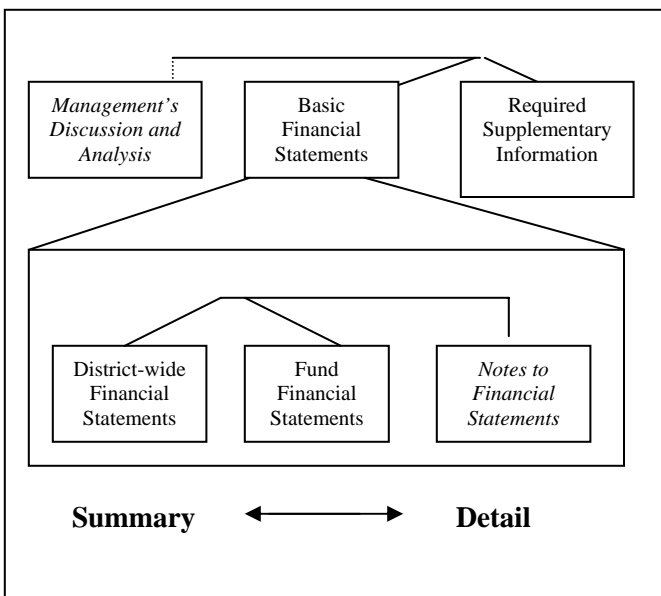 Management's
Discussion and
Analysis
Basic
Financial
Statements
Required
Supplementary
Information
District-wide
Financial
Statements
Fund
Financial
Statements
Notes to
Financial
Statements
Summary
Detail